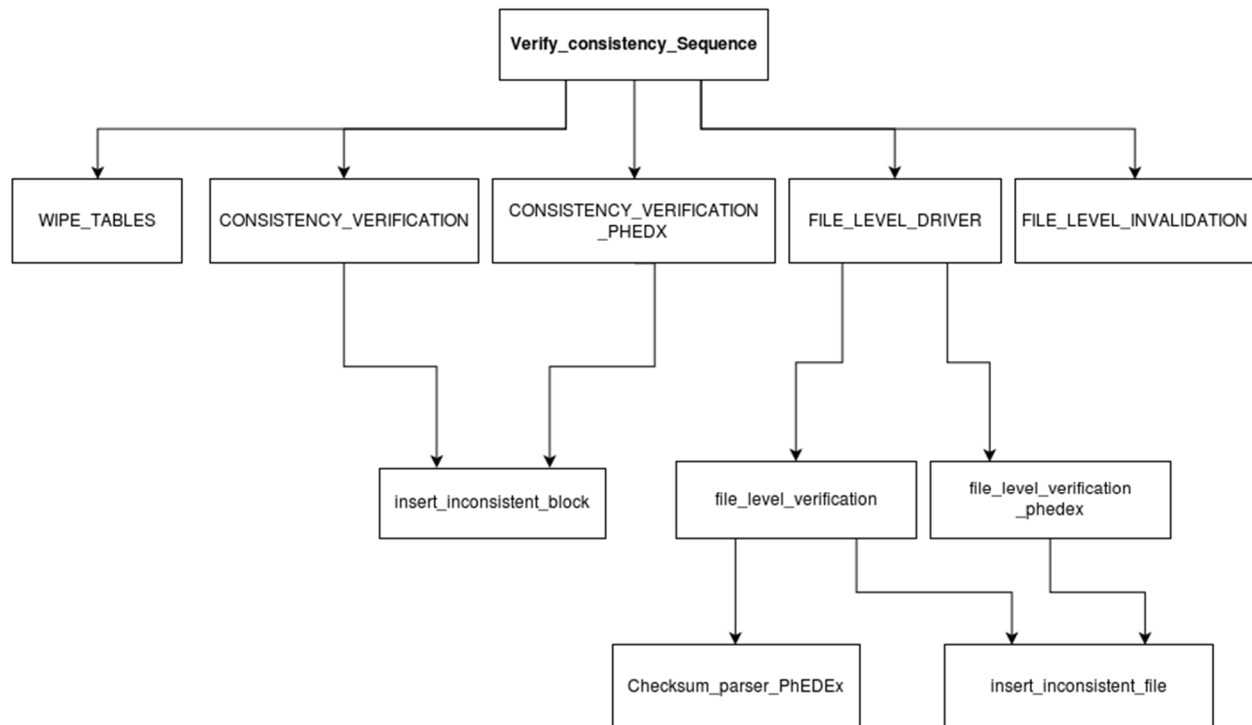 Verify_consistency_Sequence
WIPE_TABLES
CONSISTENCY_VERIFICATION
CONSISTENCY_VERIFICATION
_PHEDX
FILE_LEVEL_DRIVER
FILE_LEVEL_INVALIDATION
insert_inconsistent_block
file_level_verification
file_level_verification
_phedex
Checksum_parser_PhEDEx
insert_inconsistent_file